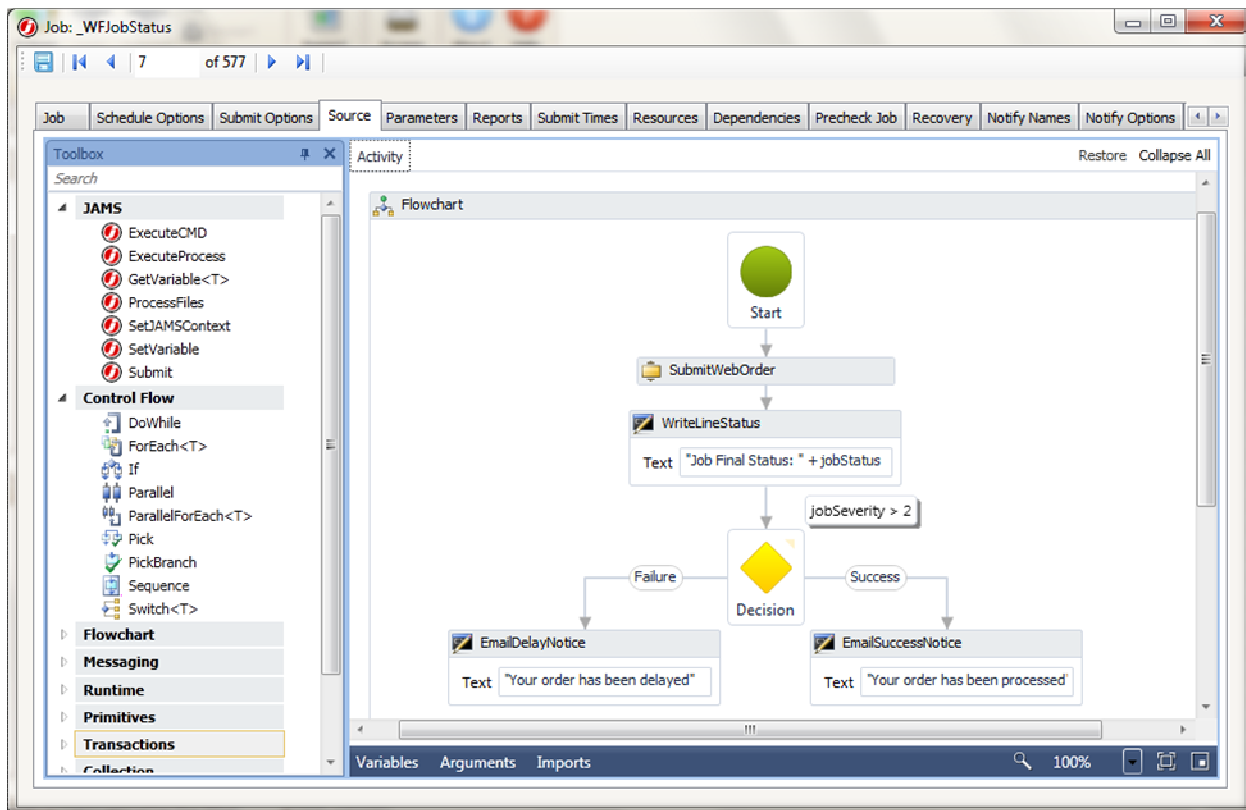 Job: _WFJobStatus
7 of 577
Job Schedule Options Submit Options Source Parameters Reports Submit Times Resources Dependencies Precheck Job Recovery Notify Names Notify Options
Toolbox
Search
JAMS
ExecuteCMD
ExecuteProcess
GetVariable<T>
ProcessFiles
SetJAMSContext
SetVariable
Submit
Control Flow
DoWhile
ForEach<T>
If
Parallel
ParallelForEach<T>
Pick
PickBranch
Sequence
Switch<T>
Flowchart
Messaging
Runtime
Primitives
Transactions
Collection
Activity
Restore Collapse All
Flowchart
Start
SubmitWebOrder
WriteLineStatus
Text "Job Final Status: " + jobStatus
jobSeverity > 2
Failure
Success
Decision
EmailDelayNotice
Text "Your order has been delayed"
EmailSuccessNotice
Text "Your order has been processed"
Variables Arguments Imports
100%